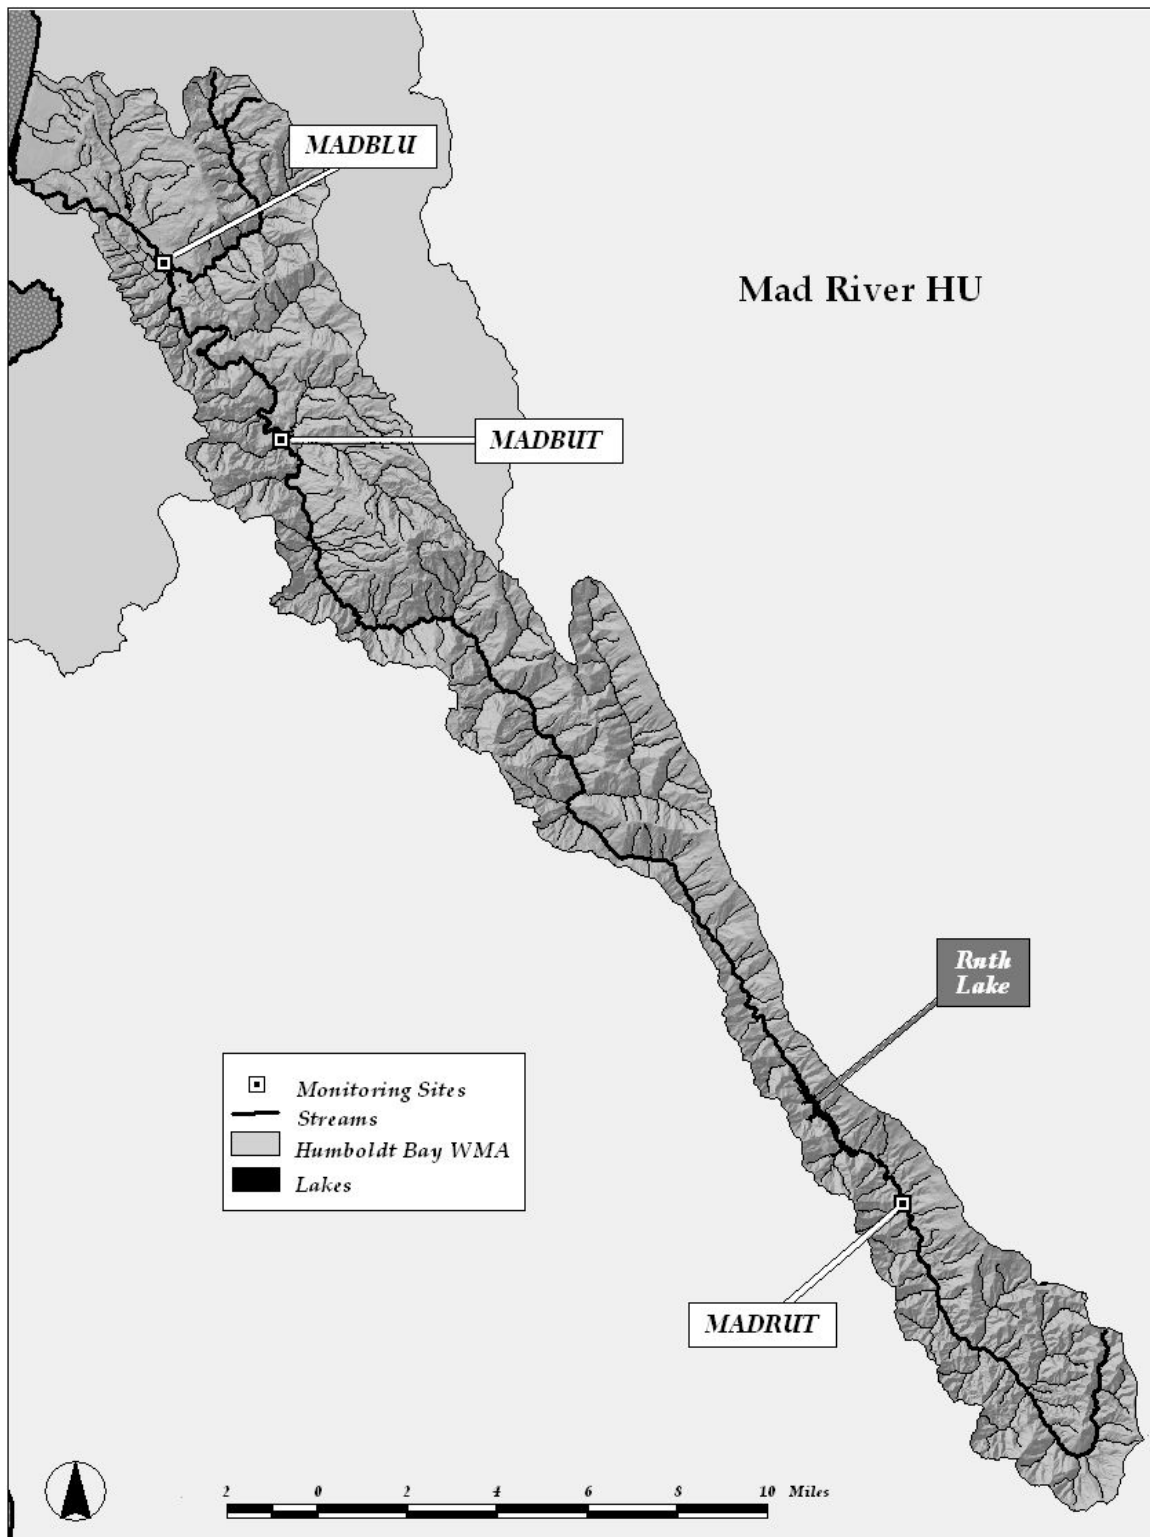 MADBLU
Mad River HU
MADBUT
Ruth
Lake
Monitoring Sites
Streams
Humboldt Bay WMA
Lakes
MADRUT
2 0 2 4 6 8 10 Miles